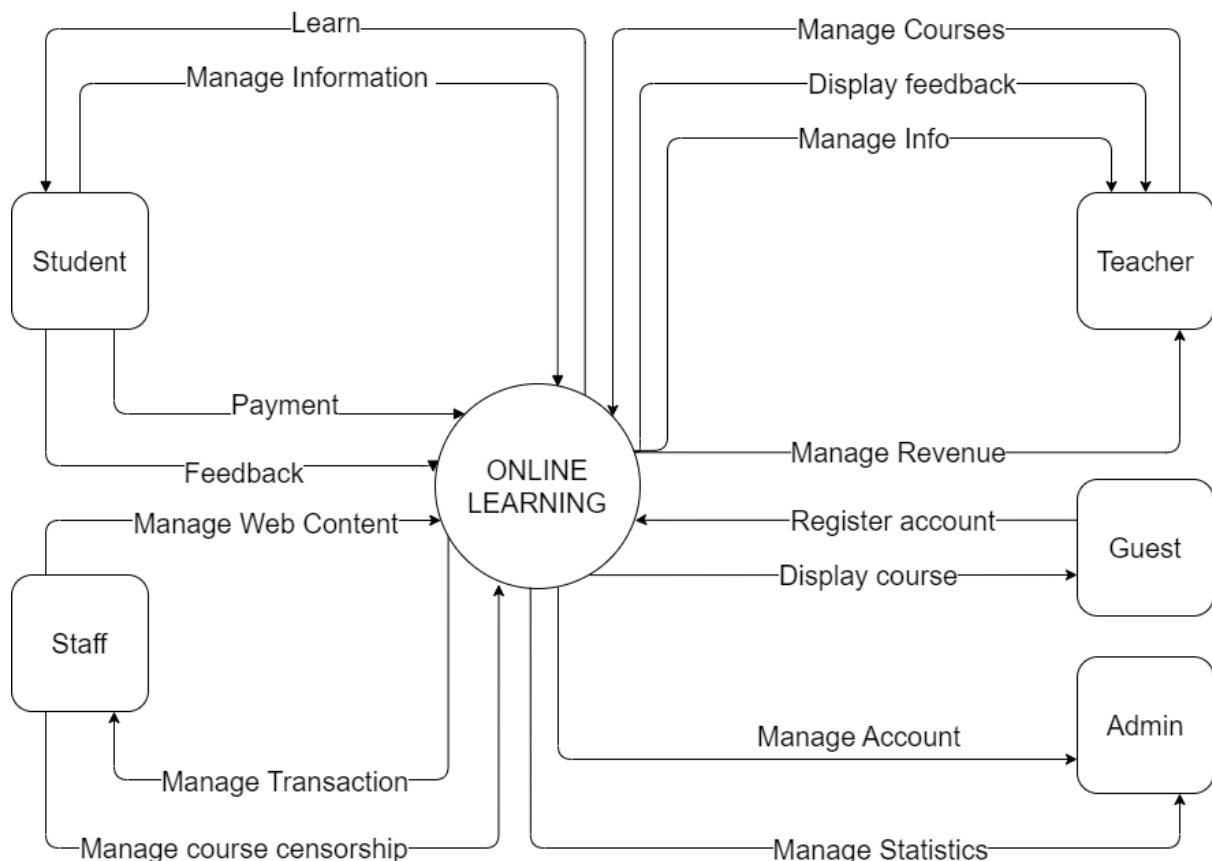 Learn
Manage Courses
Manage Information
Display feedback
Manage Info
Student
Teacher
Payment
Manage Revenue
Feedback
ONLINE
LEARNING
Manage Web Content
Register account
Guest
Display course
Staff
Admin
Manage Account
Manage Transaction
Manage course censorship
Manage Statistics